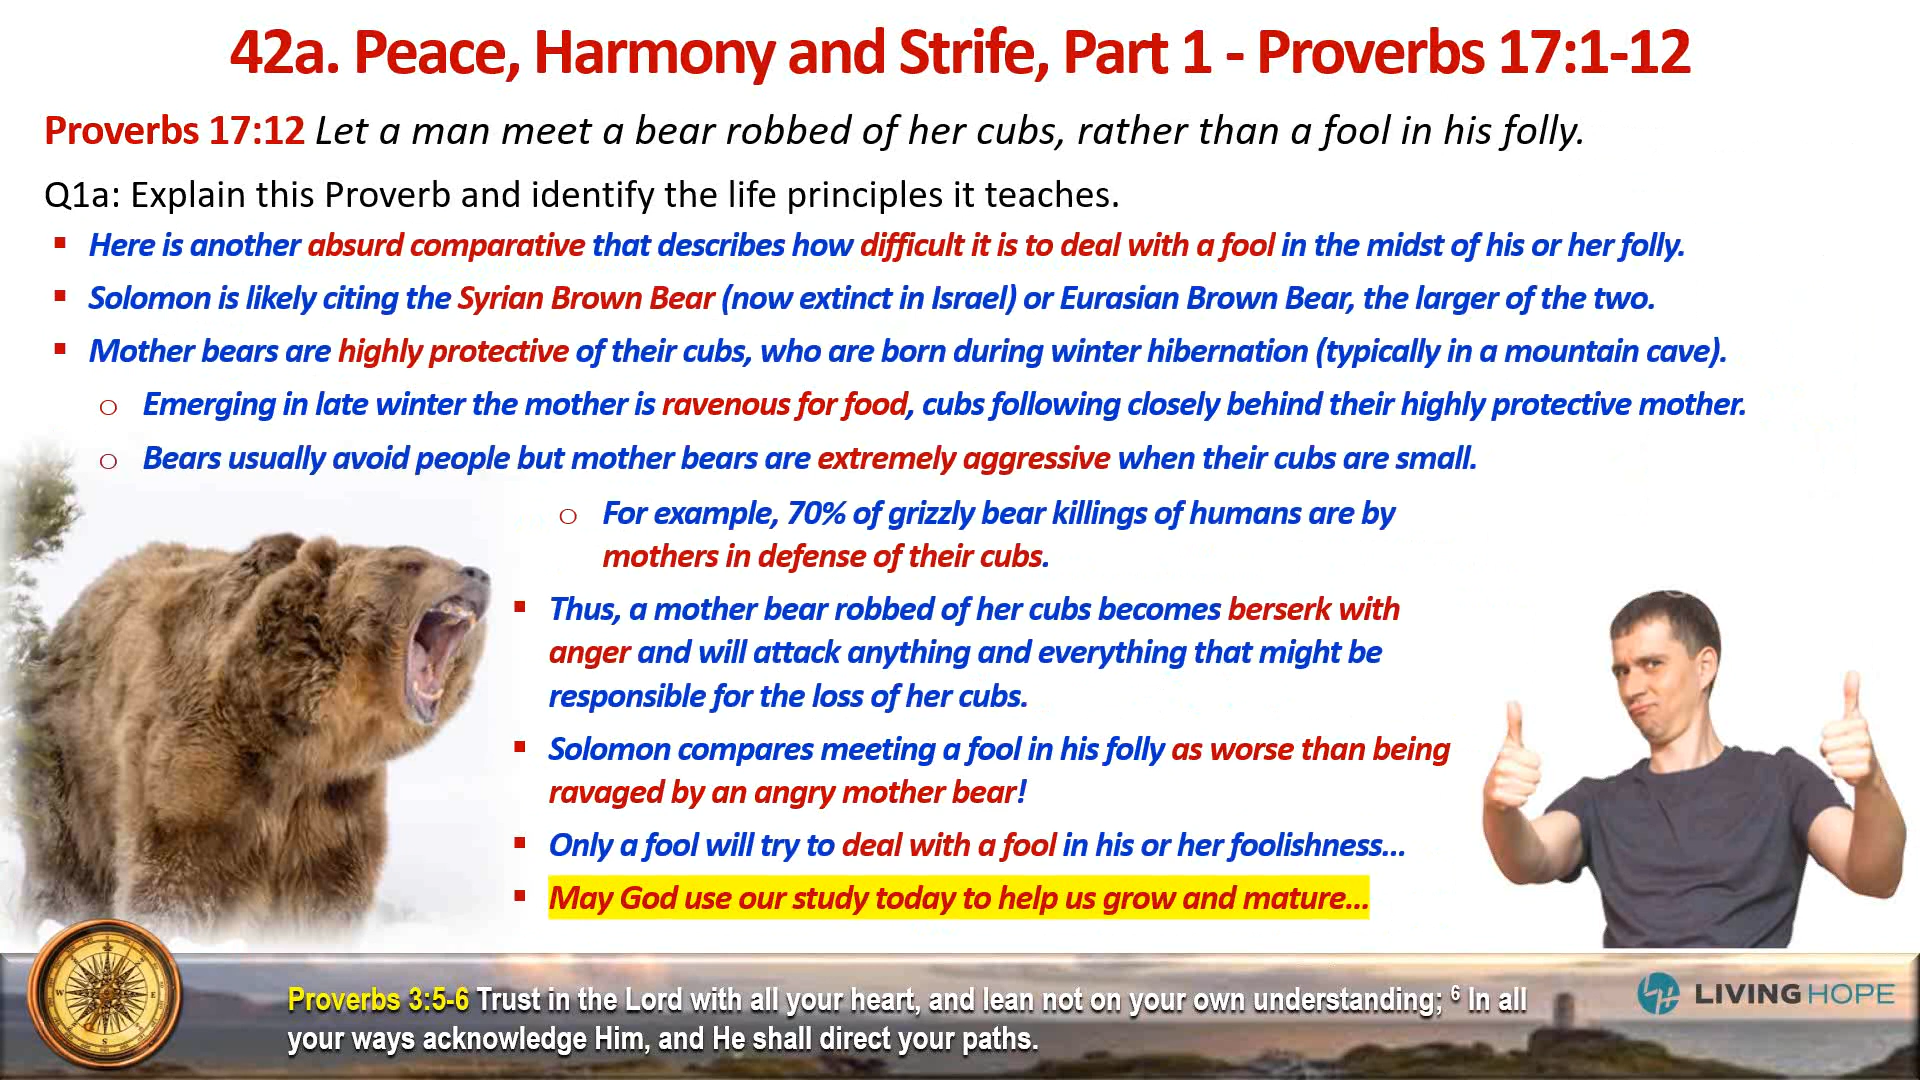 42a. Peace, Harmony and Strife, Part 1 - Proverbs 17:1-12
Proverbs 17:12 Let a man meet a bear robbed of her cubs, rather than a fool in his folly.
Q1a: Explain this Proverb and identify the life principles it teaches.
▪ Here is another absurd comparative that describes how difficult it is to deal with a fool in the midst of his or her folly.
▪ Solomon is likely citing the Syrian Brown Bear (now extinct in Israel) or Eurasian Brown Bear, the larger of the two.
▪ Mother bears are highly protective of their cubs, who are born during winter hibernation (typically in a mountain cave).
o Emerging in late winter the mother is ravenous for food, cubs following closely behind their highly protective mother.
o Bears usually avoid people but mother bears are extremely aggressive when their cubs are small.
o For example, 70% of grizzly bear killings of humans are by
mothers in defense of their cubs.
▪ Thus, a mother bear robbed of her cubs becomes berserk with
anger and will attack anything and everything that might be
responsible for the loss of her cubs.
▪ Solomon compares meeting a fool in his folly as worse than being
ravaged by an angry mother bear!
▪ Only a fool will try to deal with a fool in his or her foolishness...
▪ May God use our study today to help us grow and mature...
W E S
Proverbs 3:5-6 Trust in the Lord with all your heart, and lean not on your own understanding; 6 In all
your ways acknowledge Him, and He shall direct your paths.
LH LIVING HOPE